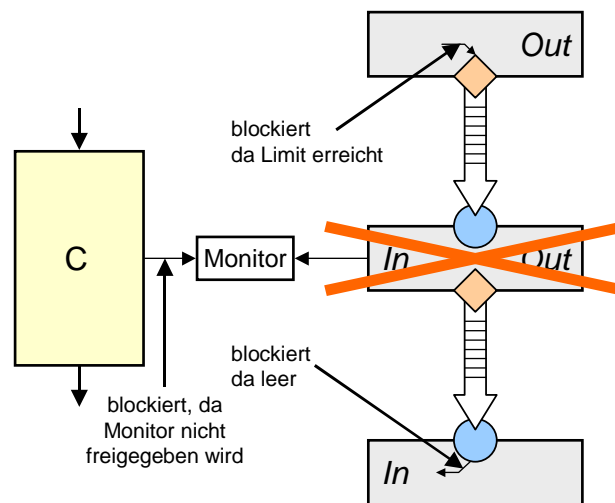 Out
blockiert
da Limit erreicht
C
Monitor
In
Out
blockiert
da leer
blockiert, da
Monitor nicht
freigegeben wird
In